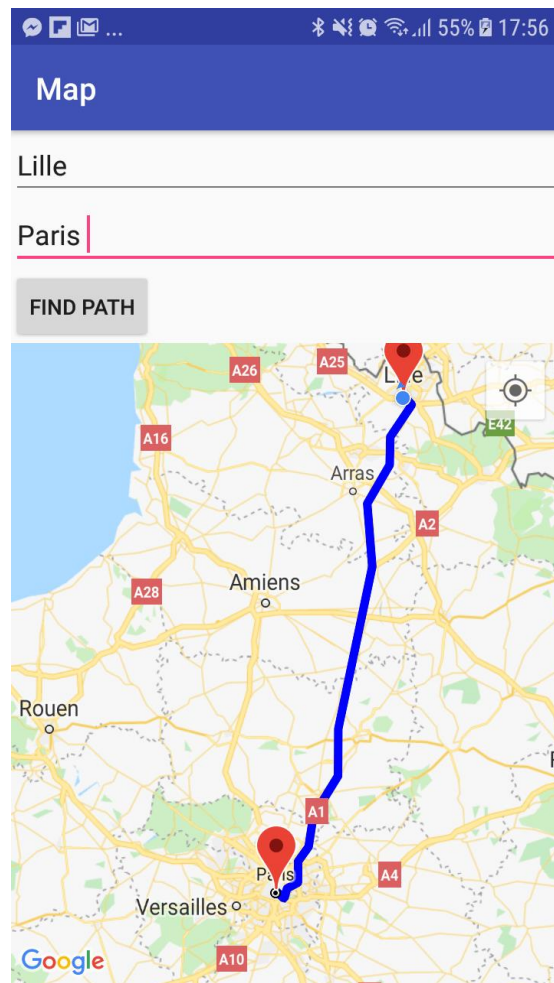 ... 55% 17:56
Map
Lille
Paris
FIND PATH
A25
A26
Lille
E42
A16
Arras
A2
Amiens
A28
Rouen
A1
Paris
A4
Versailles
Google
A10